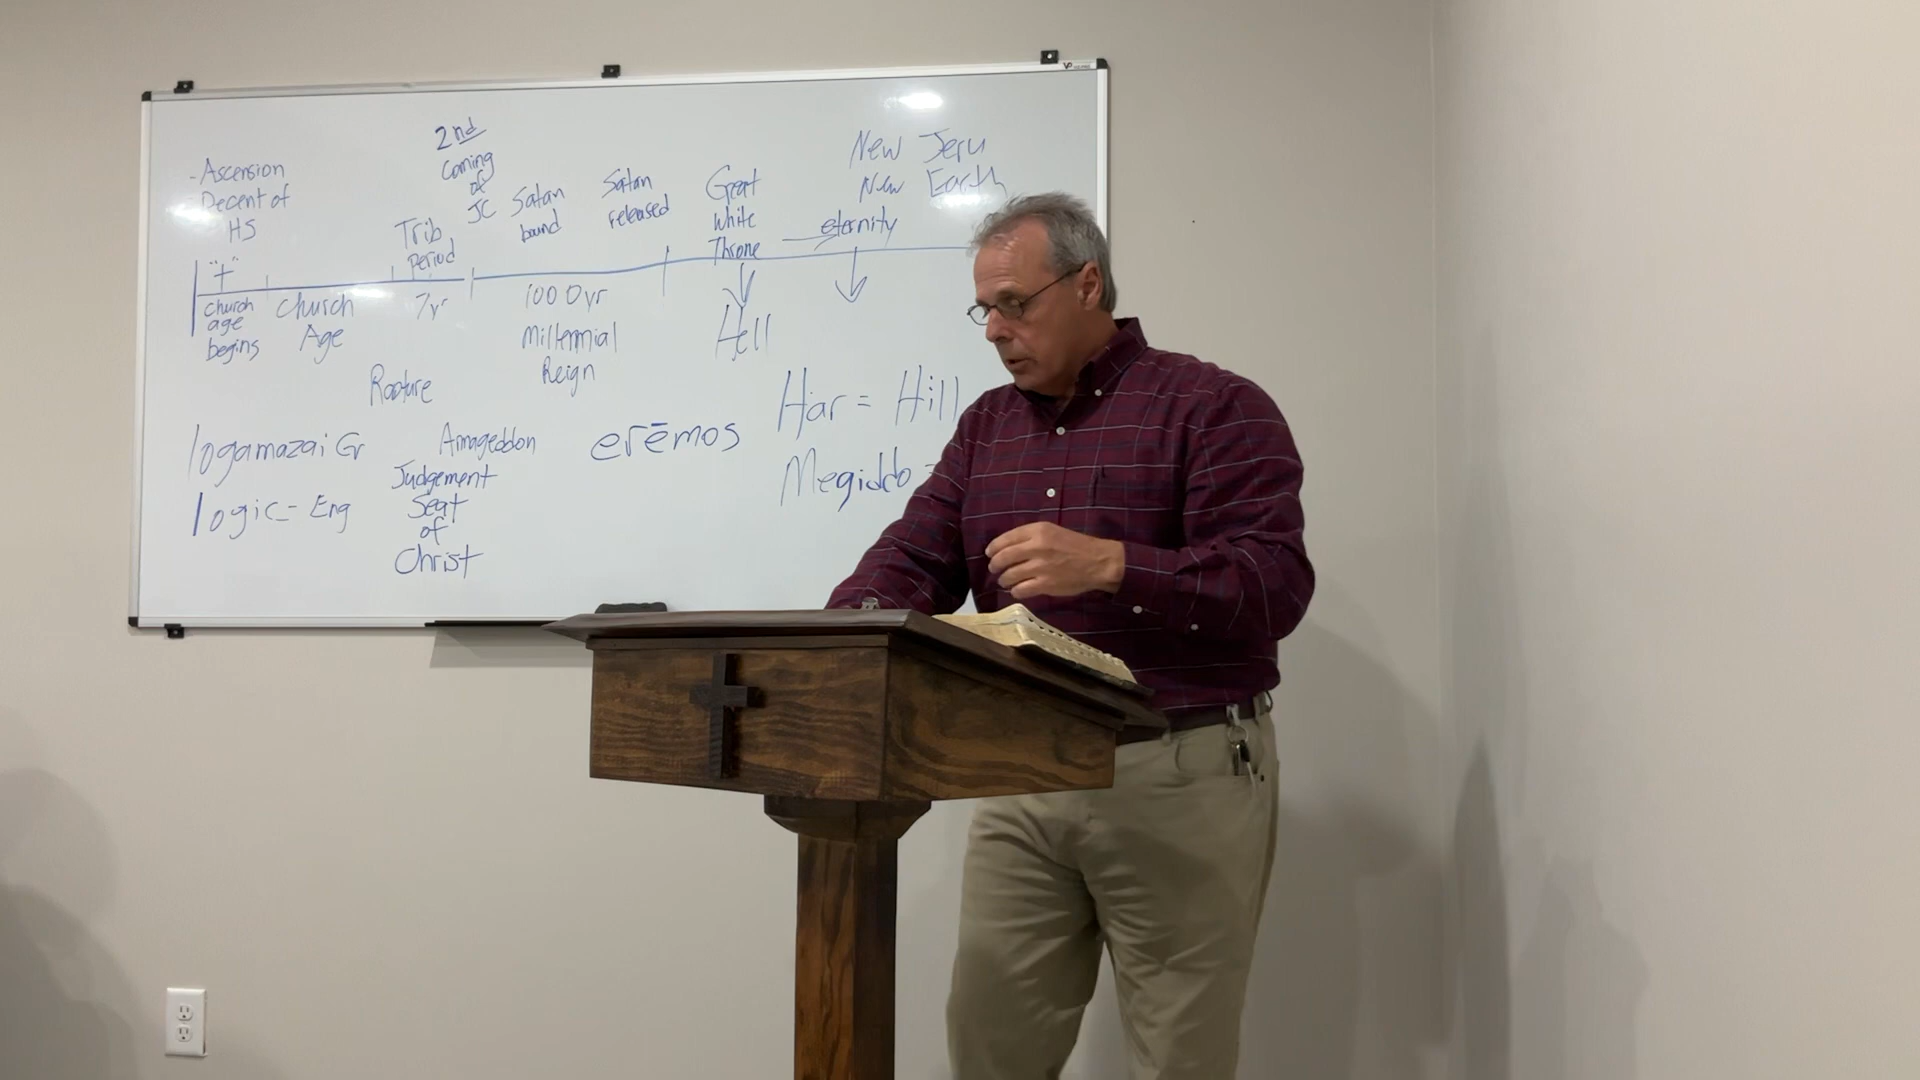 - Ascension
Decent of
HS
2nd
Coming
of
JC
Trib
Period
Satan
bound
Satan
released
Great
White
Throne
New Jeru
New Earth
eternity
"†"
church
age
begins
Church
Age
7yr
1000yr
Millennial
Reign
Hell
Rapture
logamazai Gr
logic = Eng
Armageddon
Judgement
Seat
of
Christ
erēmos
Har = Hill
Megiddo =